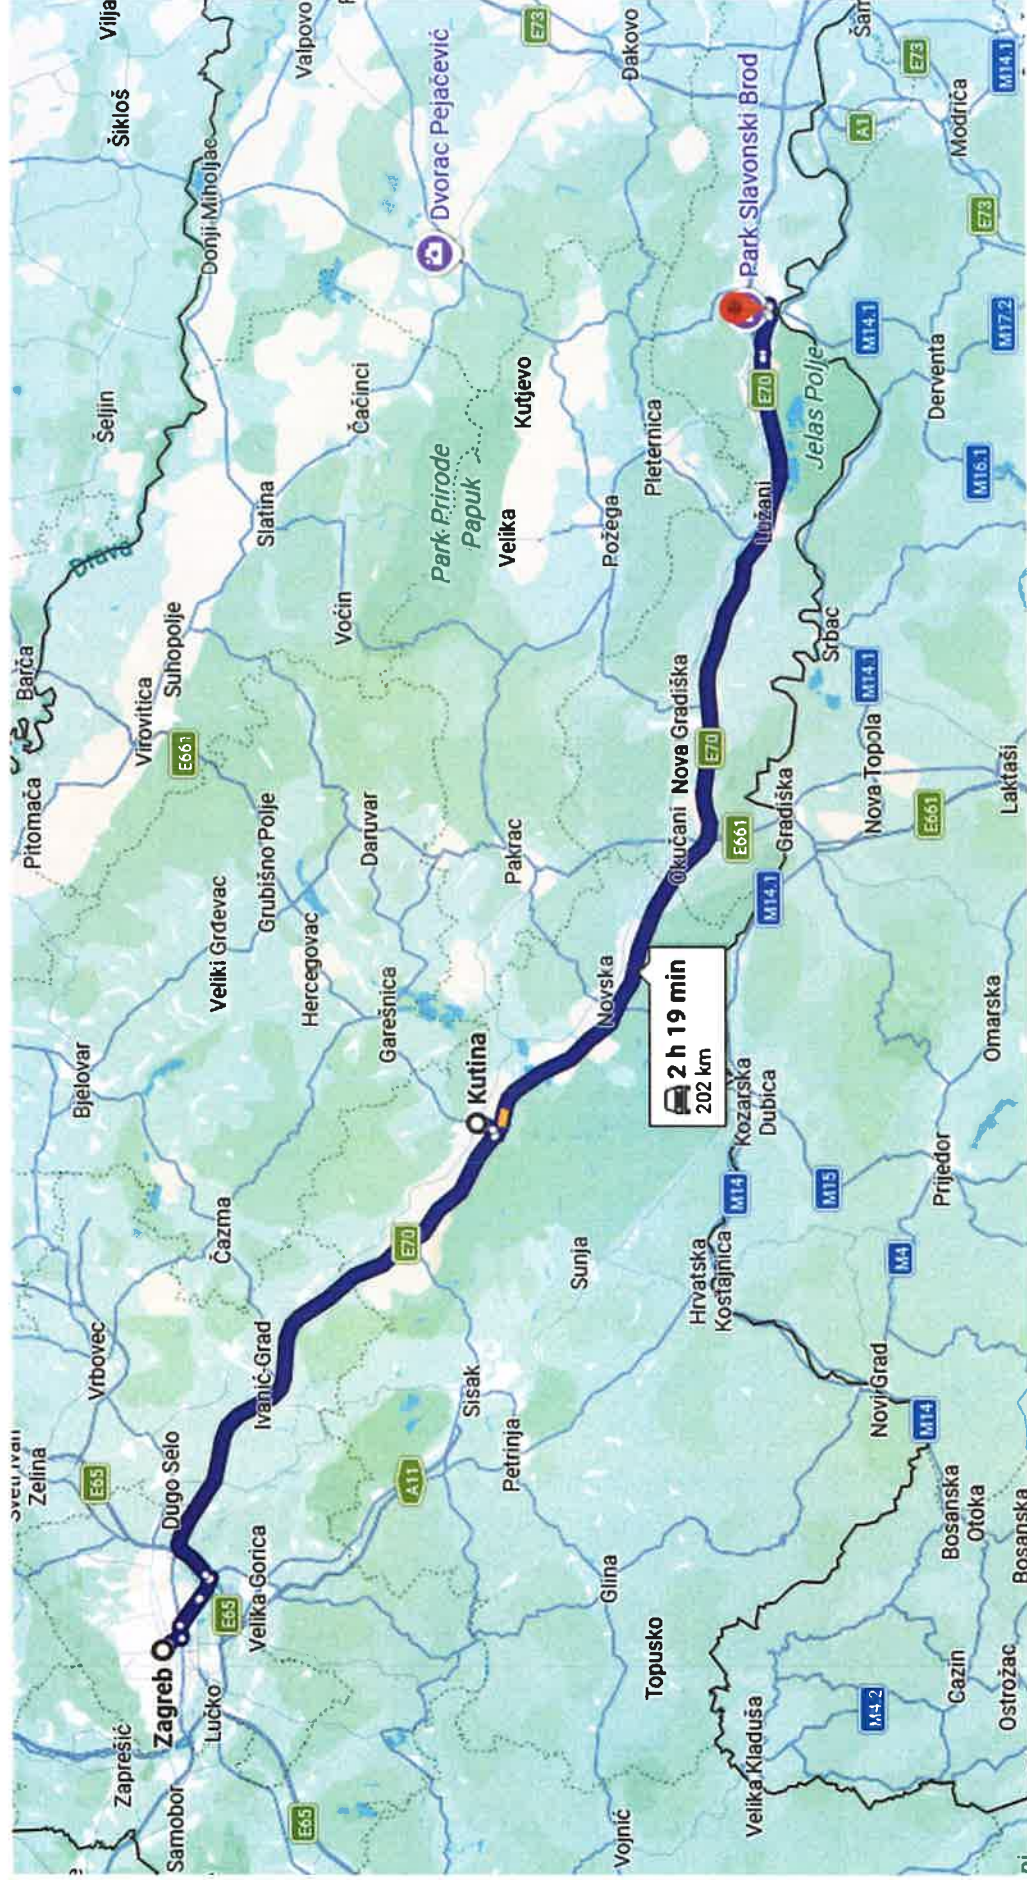 Pitomača
Barča
Viljá
Zelina
Bjelovar
Šeljin
Šikloš
E65
Vrbovec
Zaprešić
Virovitica
Drava
Samobor
Zagreb
Dugo Selo
Suhopolje
E661
Donji Miholjac
Lučko
Čazma
Veliki Grđevac
E65
Velika Gorica
Ivanić-Grad
Grubišno Polje
Slatina
E65
Hercegovac
Valpovo
Voćin
Daruvar
Čačinci
Garešnica
E70
A11
Park Prirode
Papuk
Dvorac Pejačević
Sisak
Kutina
Petrinja
Pakrac
Velika
Kutjevo
E73
Sunja
Glina
Novska
Požega
Vojnić
Đakovo
Topusko
Pleternica
2 h 19 min
202 km
Okučani
Nova Gradiška
Hrvatska
Kostajnica
E70
M14
Kozarska
Dubica
E661
Velika Kladuša
M14.1
Gradiška
Lužani
E70
Park Slavonski Brod
Jelas Polje
M15
Srbac
M4.2
Novi Grad
Nova Topola
M14.1
M14.1
A1
M4
M14
E661
E73
Cazin
Bosanska
Otoka
Prijedor
Derventa
Modriča
Omarska
M16.1
E73
Ostrožac
Laktaši
M17.2
M14.1
Bosanska